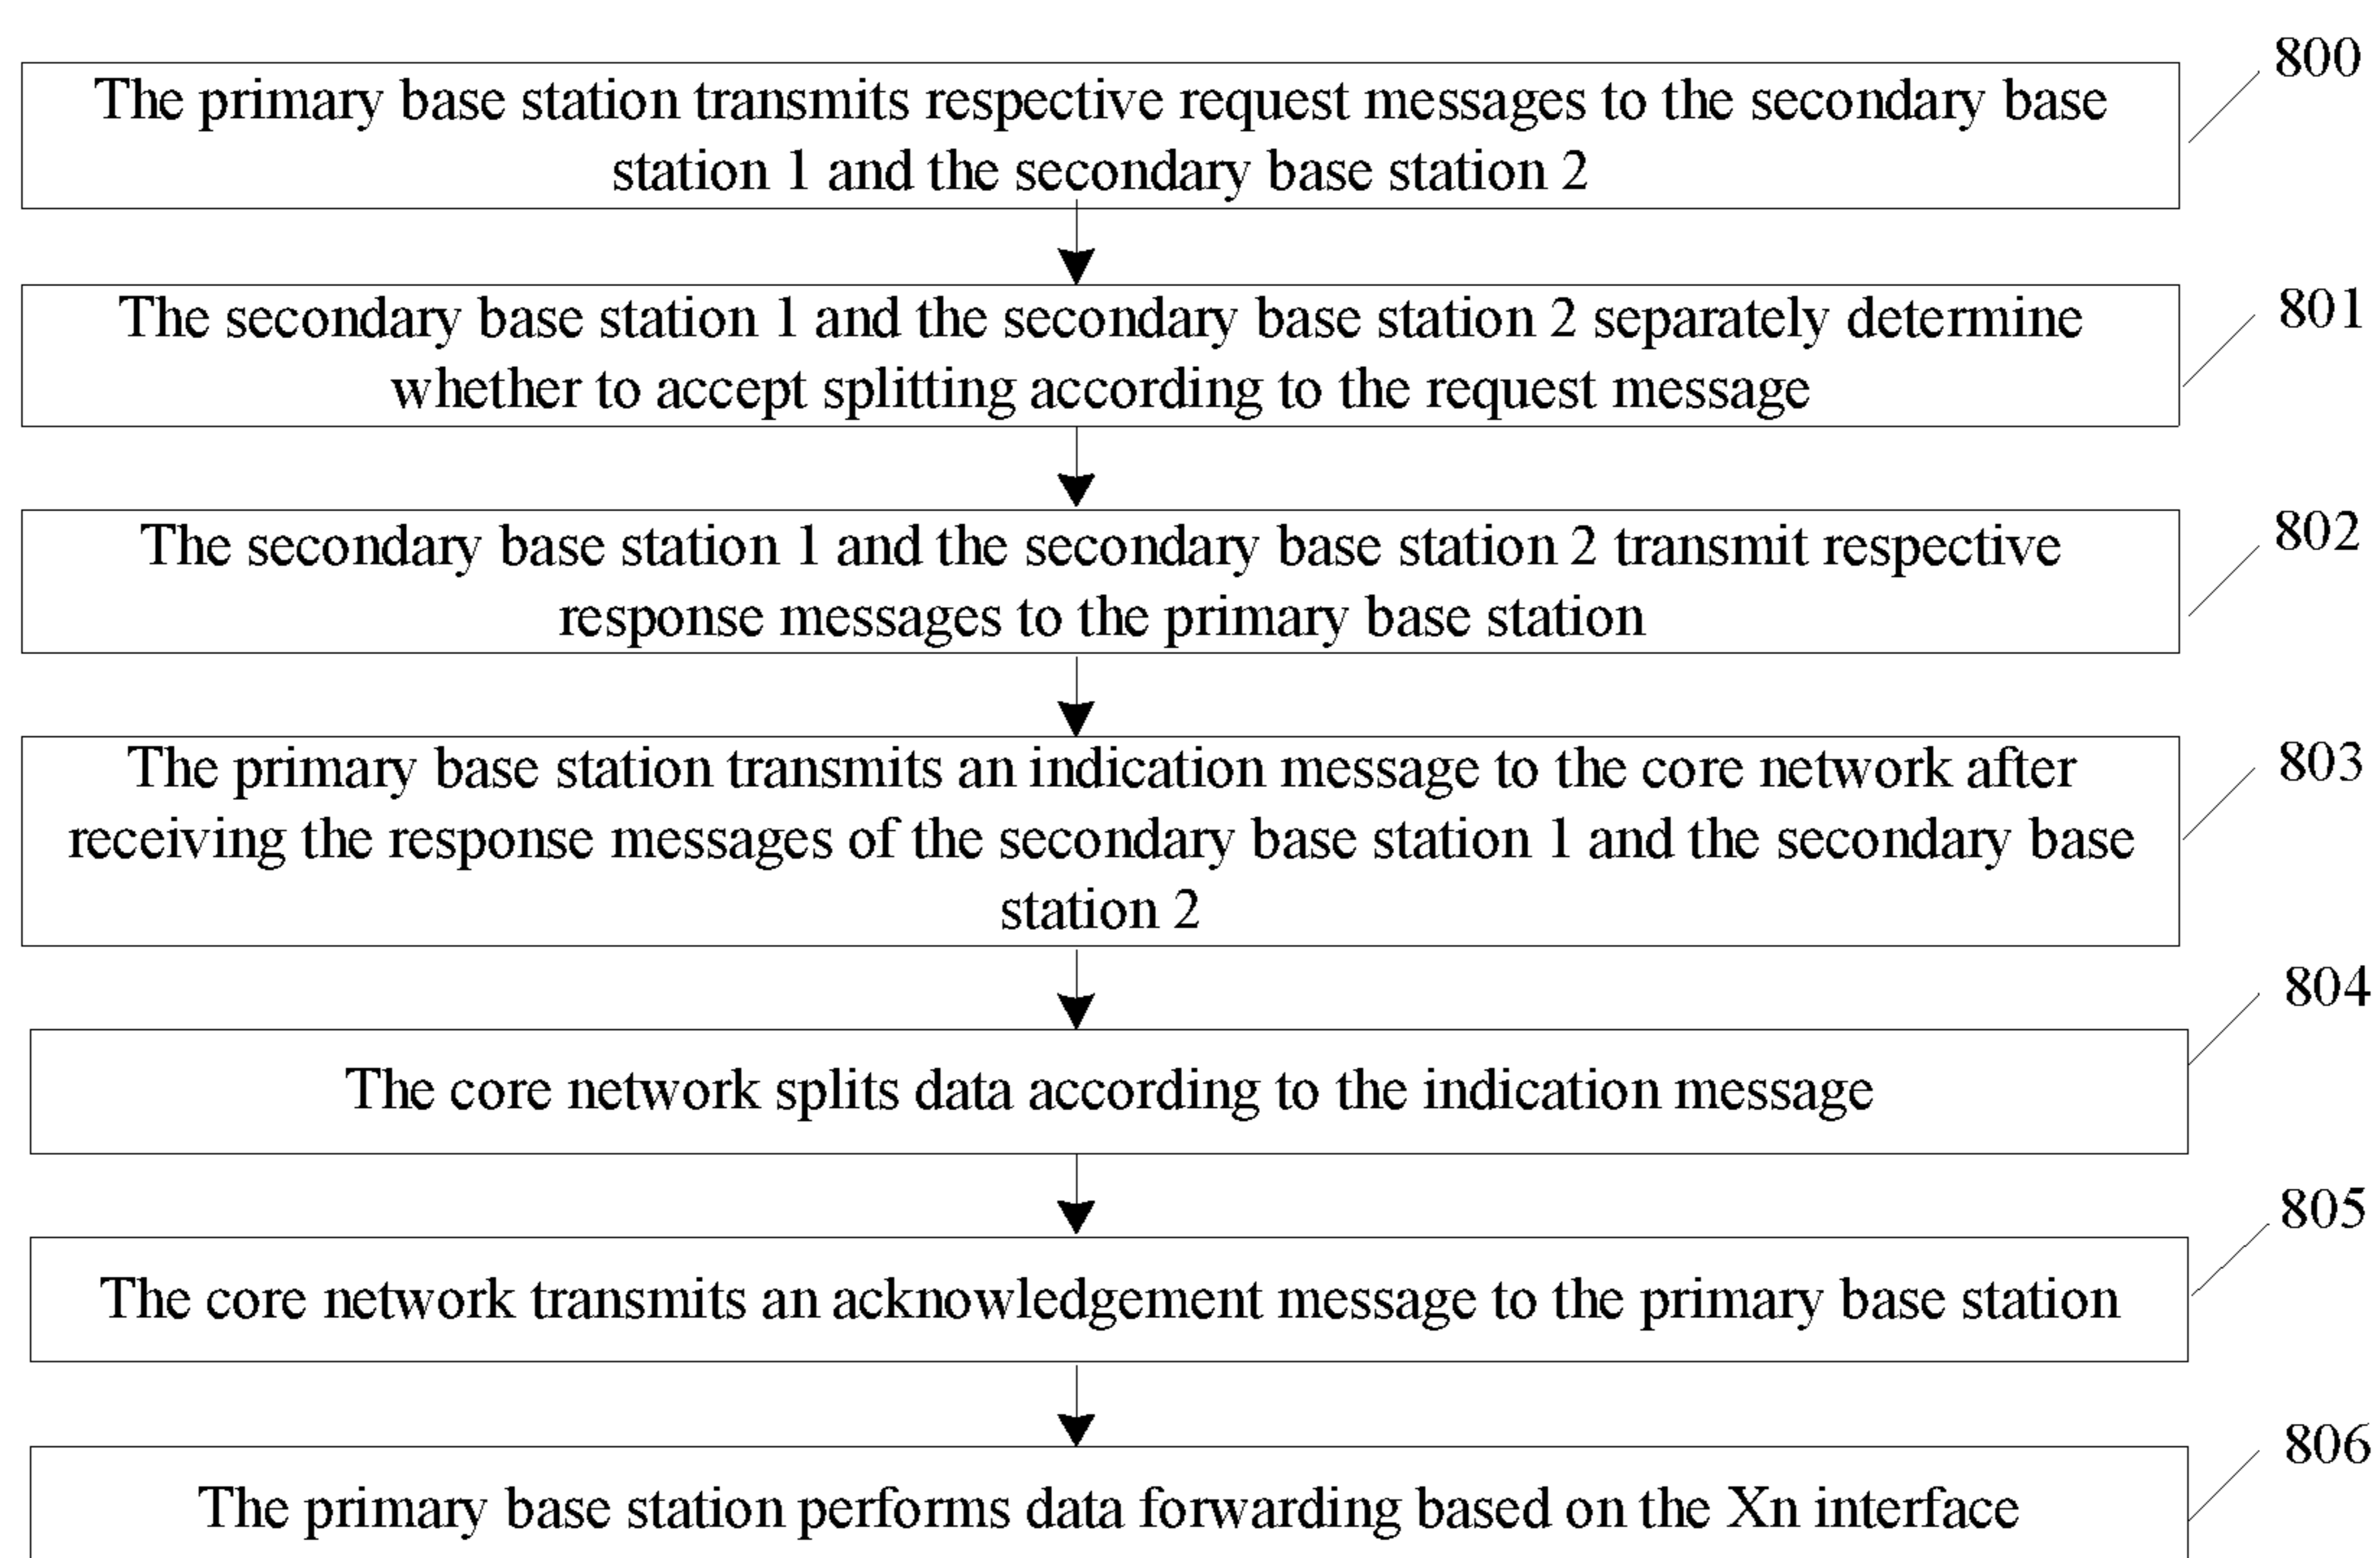 800
The primary base station transmits respective request messages to the secondary base
station 1 and the secondary base station 2
801
The secondary base station 1 and the secondary base station 2 separately determine
whether to accept splitting according to the request message
802
The secondary base station 1 and the secondary base station 2 transmit respective
response messages to the primary base station
803
The primary base station transmits an indication message to the core network after
receiving the response messages of the secondary base station 1 and the secondary base
station 2
804
The core network splits data according to the indication message
805
The core network transmits an acknowledgement message to the primary base station
806
The primary base station performs data forwarding based on the Xn interface